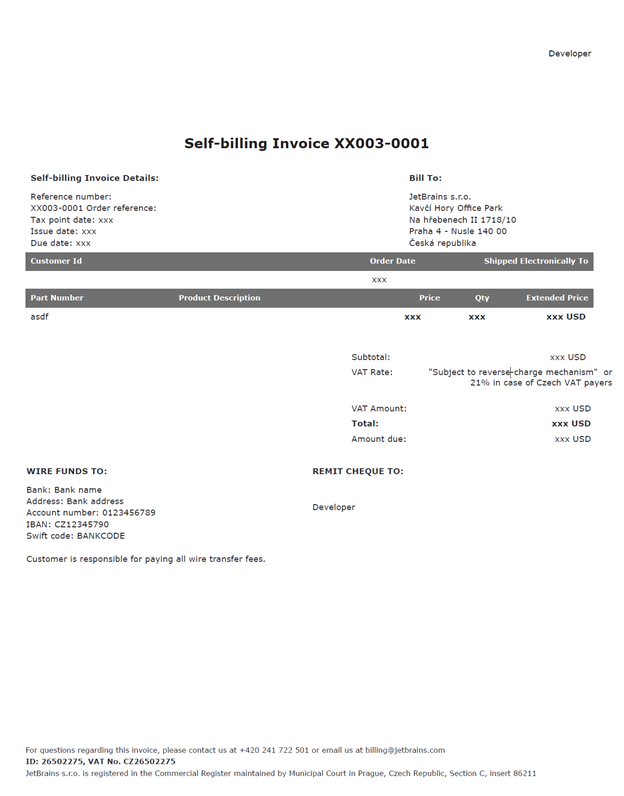 Developer
Self-billing Invoice XX003-0001
Self-billing Invoice Details:
Bill To:
Reference number:
XX003-0001 Order reference:
Tax point date: xxx
Issue date: xxx
Due date: xxx
JetBrains s.r.o.
Kavčí Hory Office Park
Na hřebenech II 1718/10
Praha 4 - Nusle 140 00
Česká republika
Customer Id Order Date Shipped Electronically To
xxx
Part Number Product Description Price Qty Extended Price
asdf xxx xxx xxx USD
Subtotal: xxx USD
VAT Rate: "Subject to reverse-charge mechanism" or
21% in case of Czech VAT payers
VAT Amount: xxx USD
Total: xxx USD
Amount due: xxx USD
WIRE FUNDS TO:
Bank: Bank name
Address: Bank address
Account number: 0123456789
IBAN: CZ12345790
Swift code: BANKCODE
Customer is responsible for paying all wire transfer fees.
REMIT CHEQUE TO:
Developer
For questions regarding this invoice, please contact us at +420 241 722 501 or email us at billing@jetbrains.com
ID: 26502275, VAT No. CZ26502275
JetBrains s.r.o. is registered in the Commercial Register maintained by Municipal Court in Prague, Czech Republic, Section C, insert 86211